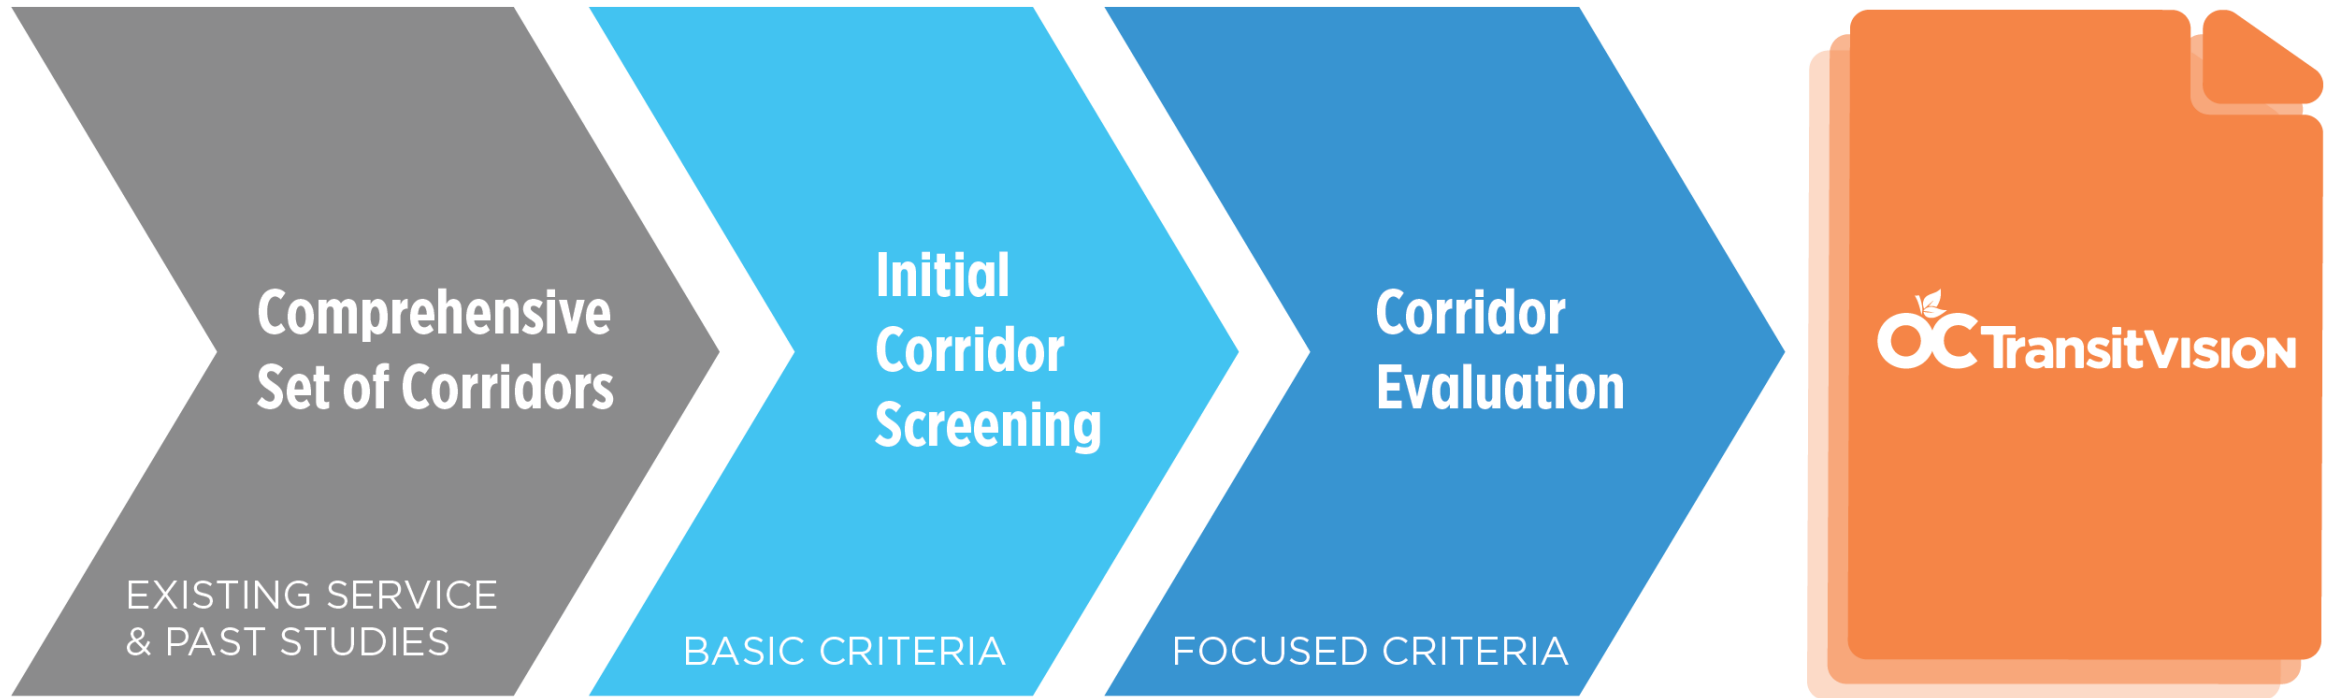 Comprehensive
Set of Corridors
EXISTING SERVICE
& PAST STUDIES
Initial
Corridor
Screening
BASIC CRITERIA
Corridor
Evaluation
FOCUSED CRITERIA
OC TransitVISION